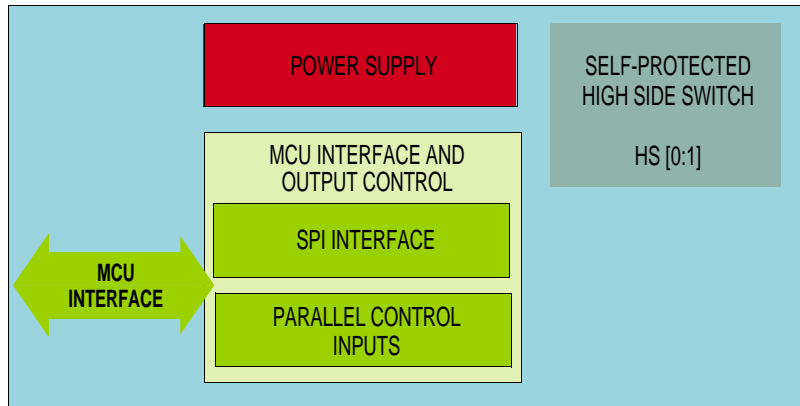 POWER SUPPLY
SELF-PROTECTED
HIGH SIDE SWITCH
HS [0:1]
MCU INTERFACE AND
OUTPUT CONTROL
SPI INTERFACE
MCU
INTERFACE
PARALLEL CONTROL
INPUTS